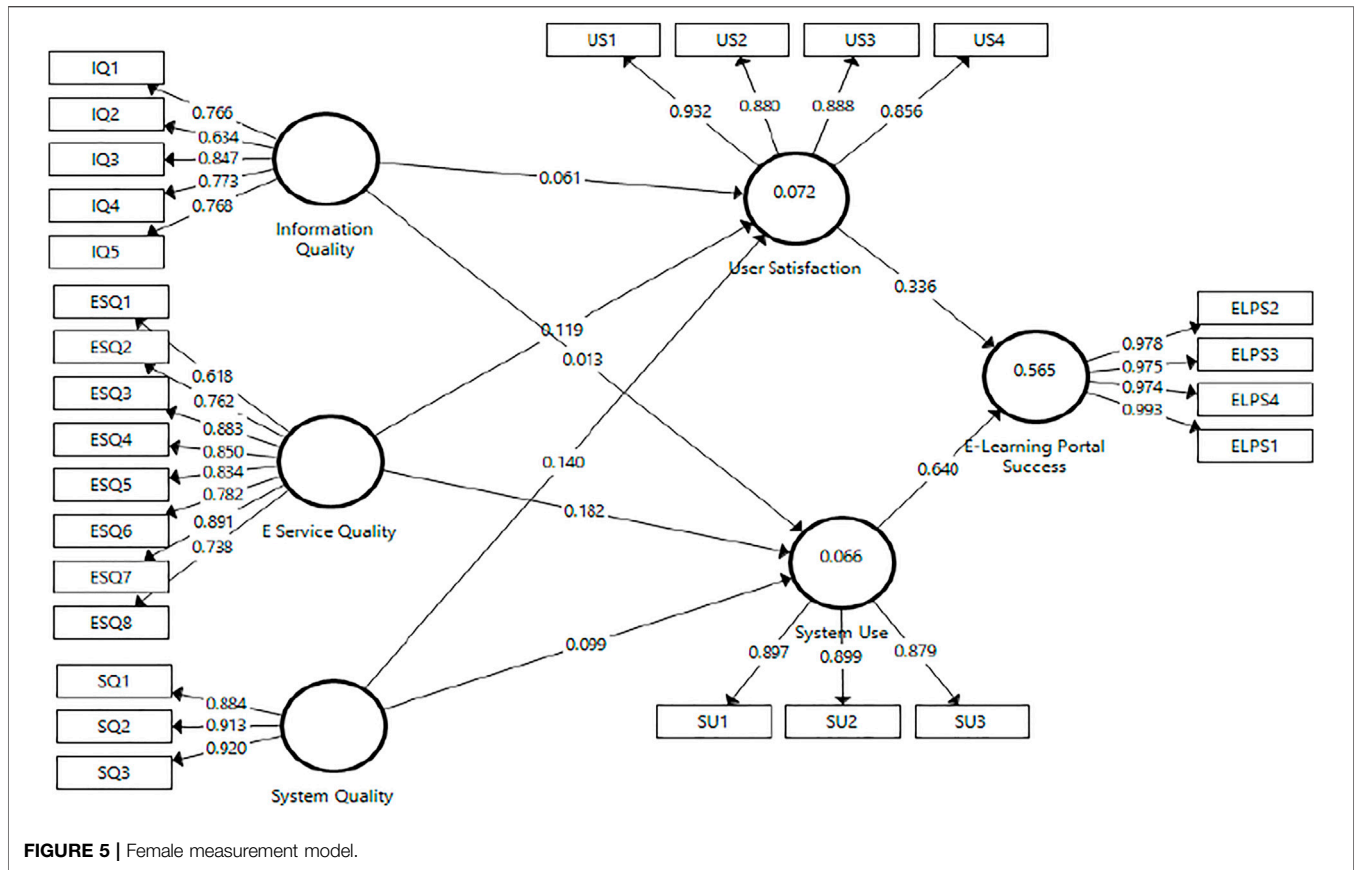 US1
US2
US3
US4
IQ1
IQ2
IQ3
IQ4
IQ5
0.766
0.634
0.847
0.773
0.768
Information
Quality
0.932
0.880
0.888
0.856
0.061
0.072
User Satisfaction
ESQ1
ESQ2
ESQ3
ESQ4
ESQ5
ESQ6
ESQ7
ESQ8
0.618
0.762
0.883
0.850
0.834
0.782
0.891
0.738
E Service Quality
0.119
0.013
0.140
0.182
0.099
0.336
0.640
0.565
E-Learning Portal
Success
0.978
0.975
0.974
0.993
ELPS2
ELPS3
ELPS4
ELPS1
0.066
System Use
0.897
0.899
0.879
SU1
SU2
SU3
SQ1
SQ2
SQ3
0.884
0.913
0.920
System Quality
FIGURE 5 | Female measurement model.